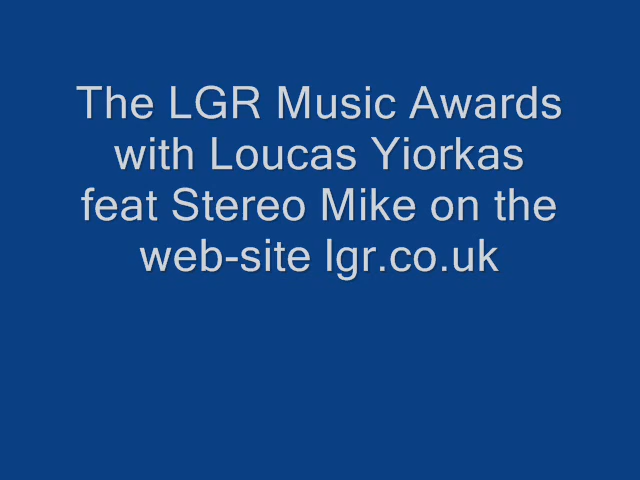 The LGR Music Awards
with Loucas Yiorkas
feat Stereo Mike on the
web-site lgr.co.uk